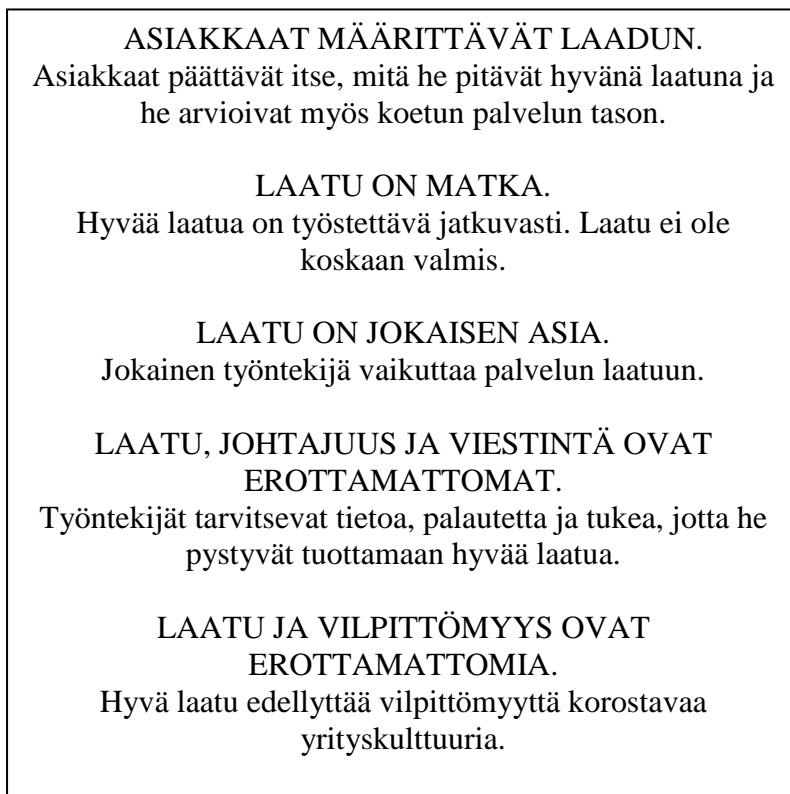 ASIAKKAAT MÄÄRITTÄVÄT LAADUN.
Asiakkaat päättävät itse, mitä he pitävät hyvänä laatuna ja
he arvioivat myös koetun palvelun tason.
LAATU ON MATKA.
Hyvää laatua on työstettävä jatkuvasti. Laatu ei ole
koskaan valmis.
LAATU ON JOKAISEN ASIA.
Jokainen työntekijä vaikuttaa palvelun laatuun.
LAATU, JOHTAJUUS JA VIESTINTÄ OVAT
EROTTAMATTOMAT.
Työntekijät tarvitsevat tietoa, palautetta ja tukea, jotta he
pystyvät tuottamaan hyvää laatua.
LAATU JA VILPITTÖMYYS OVAT
EROTTAMATTOMIA.
Hyvä laatu edellyttää vilpittömyyttä korostavaa
yrityskulttuuria.